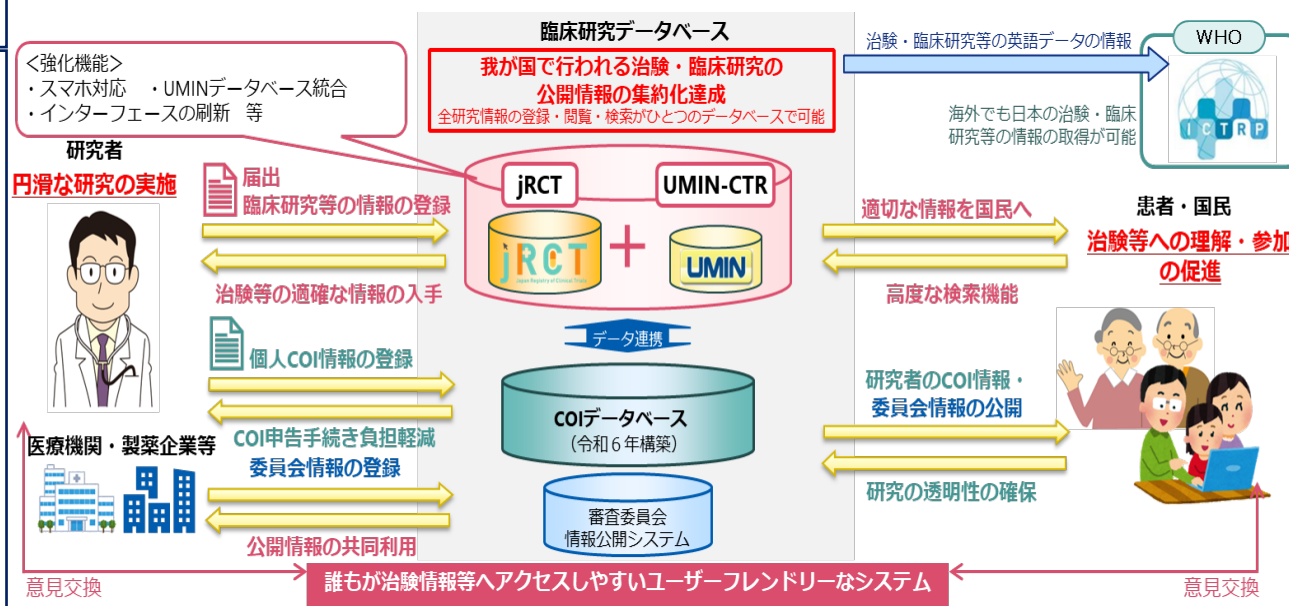 臨床研究データベース
我が国で行われる治験・臨床研究の
公開情報の集約化達成
全研究情報の登録・閲覧・検索がひとつのデータベースで可能
<強化機能>
・スマホ対応 ・UMINデータベース統合
・インターフェースの刷新 等
治験・臨床研究等の英語データの情報
WHO
ICTRP
海外でも日本の治験・臨床
研究等の情報の取得が可能
研究者
円滑な研究の実施
届出
臨床研究等の情報の登録
治験等の適確な情報の入手
jRCT
UMIN-CTR
jRCT
Japan Registry of Clinical Trials
+
UMIN
適切な情報を国民へ
高度な検索機能
患者・国民
治験等への理解・参加
の促進
データ連携
個人COI情報の登録
COI申告手続き負担軽減
COIデータベース
(令和6年構築)
研究者のCOI情報・
委員会情報の公開
研究の透明性の確保
医療機関・製薬企業等
委員会情報の登録
公開情報の共同利用
審査委員会
情報公開システム
意見交換
誰もが治験情報等へアクセスしやすいユーザーフレンドリーなシステム
意見交換